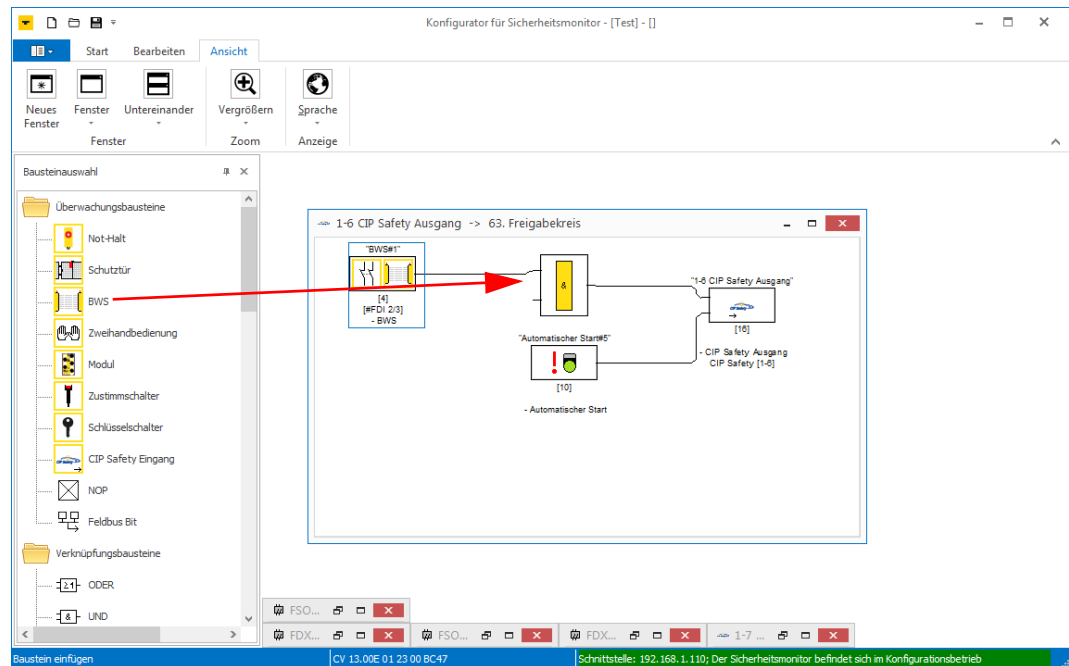 Konfigurator für Sicherheitsmonitor - [Test] - []
Start Bearbeiten Ansicht
Neues Fenster
Fenster
Untereinander
Vergrößern
Sprache
Fenster Zoom Anzeige
Bausteinauswahl
Überwachungsbausteine
Not-Halt
Schutztür
BWS
Zweihandbedienung
Modul
Zustimmschalter
Schlüsselschalter
CIP Safety Eingang
NOP
Feldbus Bit
Verknüpfungsbausteine
≥1 ODER
& UND
1-6 CIP Safety Ausgang -> 63. Freigabekreis
"BWS#1"
[4]
[#FDI 2/3]
- BWS
&
"1-6 CIP Safety Ausgang"
[16]
- CIP Safety Ausgang
CIP Safety [1-6]
"Automatischer Start#5"
[10]
- Automatischer Start
FSO...
FDX... FSO... FDX... 1-7 ...
Baustein einfügen CV 13.00E 01 23 00 BC47 Schnittstelle: 192.168.1.110; Der Sicherheitsmonitor befindet sich im Konfigurationsbetrieb